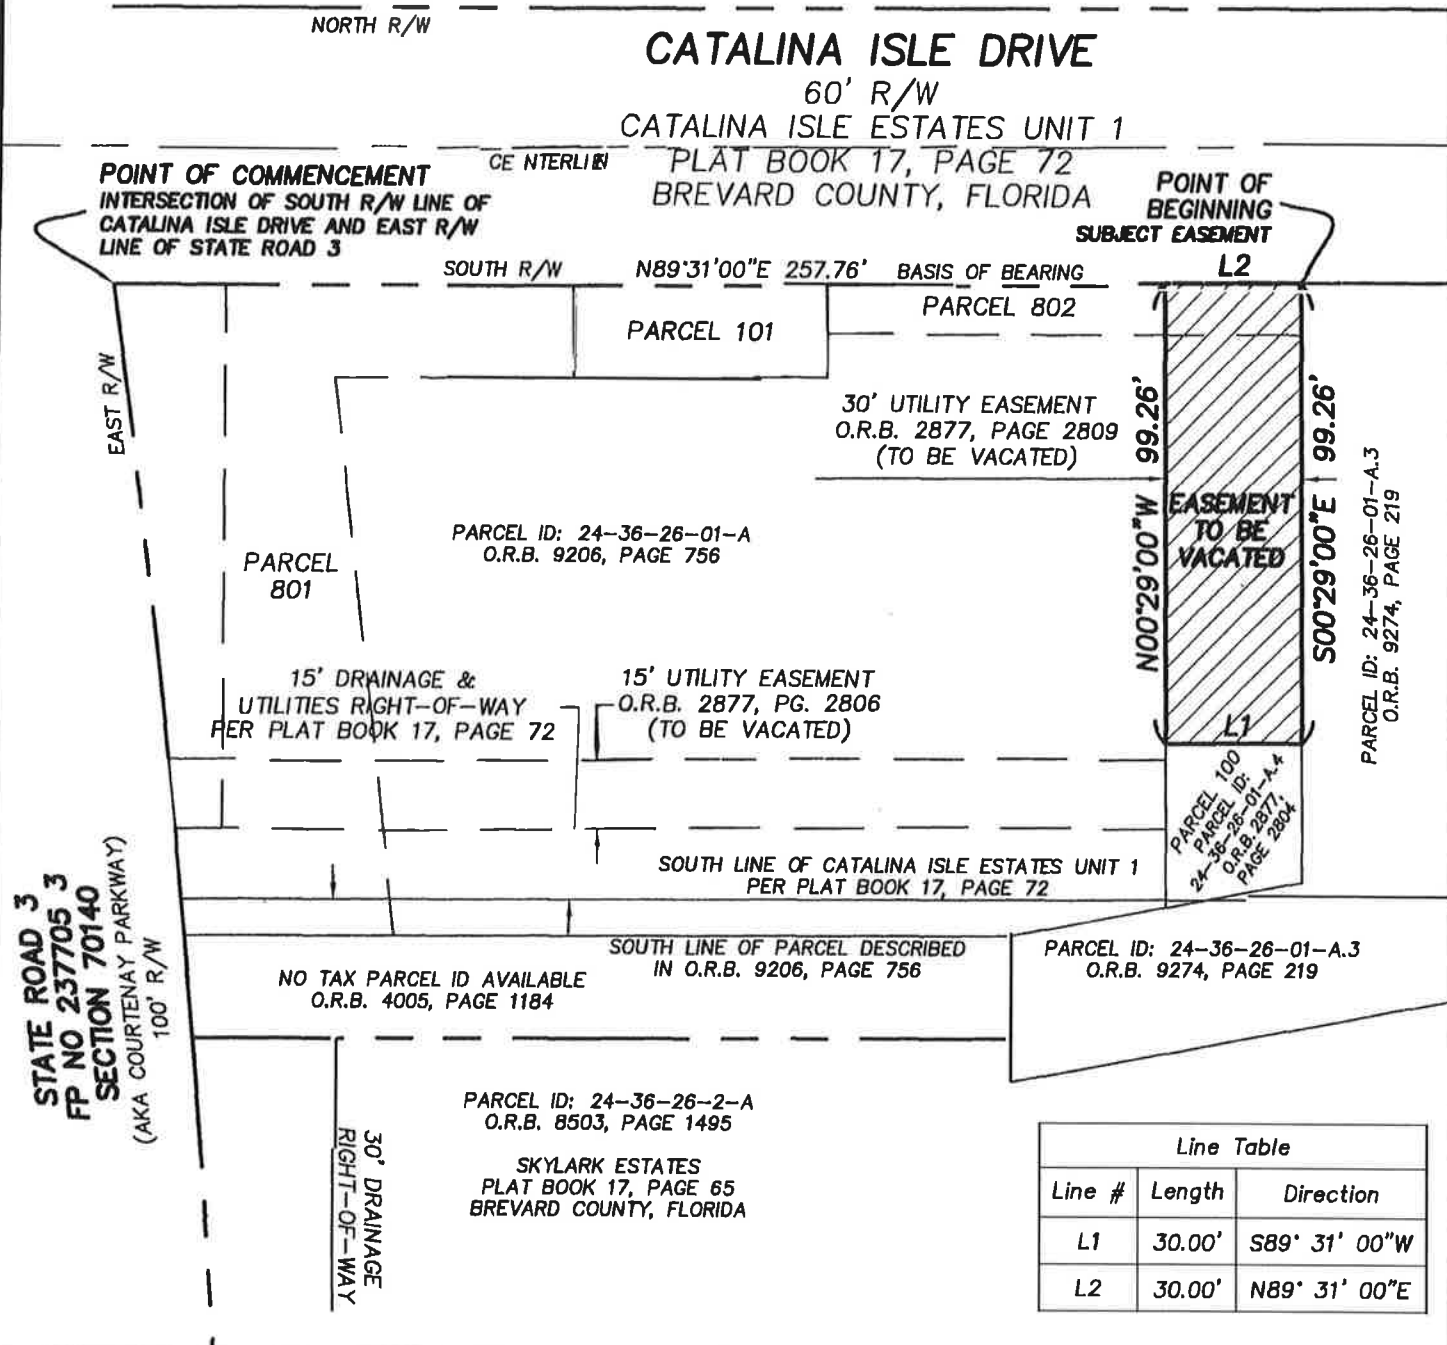 NORTH R/W
CATALINA ISLE DRIVE
60' R/W
CATALINA ISLE ESTATES UNIT 1
PLAT BOOK 17, PAGE 72
BREVARD COUNTY, FLORIDA
CENTERLIEN
POINT OF COMMENCEMENT
INTERSECTION OF SOUTH R/W LINE OF
CATALINA ISLE DRIVE AND EAST R/W
LINE OF STATE ROAD 3
POINT OF
BEGINNING
SUBJECT EASEMENT
SOUTH R/W
N89°31'00"E 257.76'
BASIS OF BEARING
L2
PARCEL 802
PARCEL 101
EAST R/W
30' UTILITY EASEMENT
O.R.B. 2877, PAGE 2809
(TO BE VACATED)
N00°29'00"W 99.26'
EASEMENT
TO BE
VACATED
S00°29'00"E 99.26'
PARCEL ID: 24-36-26-01-A.3
O.R.B. 9274, PAGE 219
PARCEL ID: 24-36-26-01-A
O.R.B. 9206, PAGE 756
PARCEL
801
15' DRAINAGE &
UTILITIES RIGHT-OF-WAY
PER PLAT BOOK 17, PAGE 72
15' UTILITY EASEMENT
O.R.B. 2877, PG. 2806
(TO BE VACATED)
L1
PARCEL 100
PARCEL ID:
24-36-26-01-A.4
O.R.B. 2877,
PAGE 2804
SOUTH LINE OF CATALINA ISLE ESTATES UNIT 1
PER PLAT BOOK 17, PAGE 72
SOUTH LINE OF PARCEL DESCRIBED
IN O.R.B. 9206, PAGE 756
PARCEL ID: 24-36-26-01-A.3
O.R.B. 9274, PAGE 219
NO TAX PARCEL ID AVAILABLE
O.R.B. 4005, PAGE 1184
STATE ROAD 3
FP NO 237705 3
SECTION 70140
(AKA COURTENAY PARKWAY)
100' R/W
PARCEL ID: 24-36-26-2-A
O.R.B. 8503, PAGE 1495
SKYLARK ESTATES
PLAT BOOK 17, PAGE 65
BREVARD COUNTY, FLORIDA
30' DRAINAGE
RIGHT-OF-WAY
Line Table
Line # Length Direction
L1 30.00' S89° 31' 00"W
L2 30.00' N89° 31' 00"E